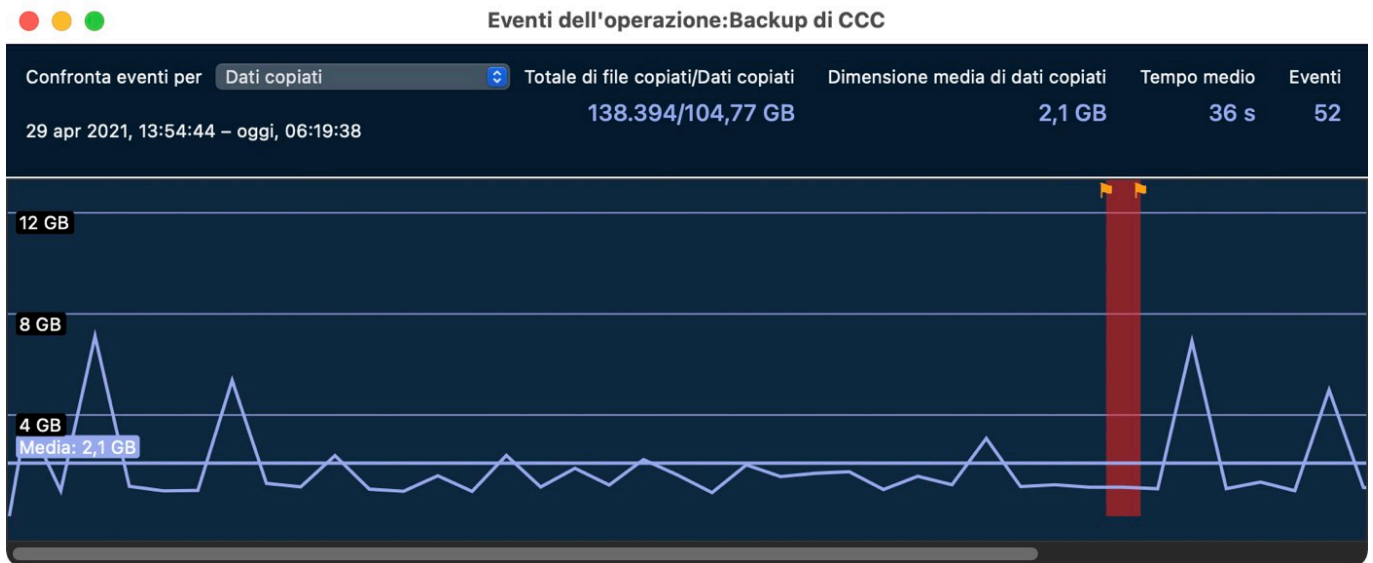 Eventi dell'operazione:Backup di CCC
Confronta eventi per Dati copiati Totale di file copiati/Dati copiati Dimensione media di dati copiati Tempo medio Eventi
138.394/104,77 GB 2,1 GB 36 s 52
29 apr 2021, 13:54:44 – oggi, 06:19:38
12 GB
8 GB
4 GB
Media: 2,1 GB